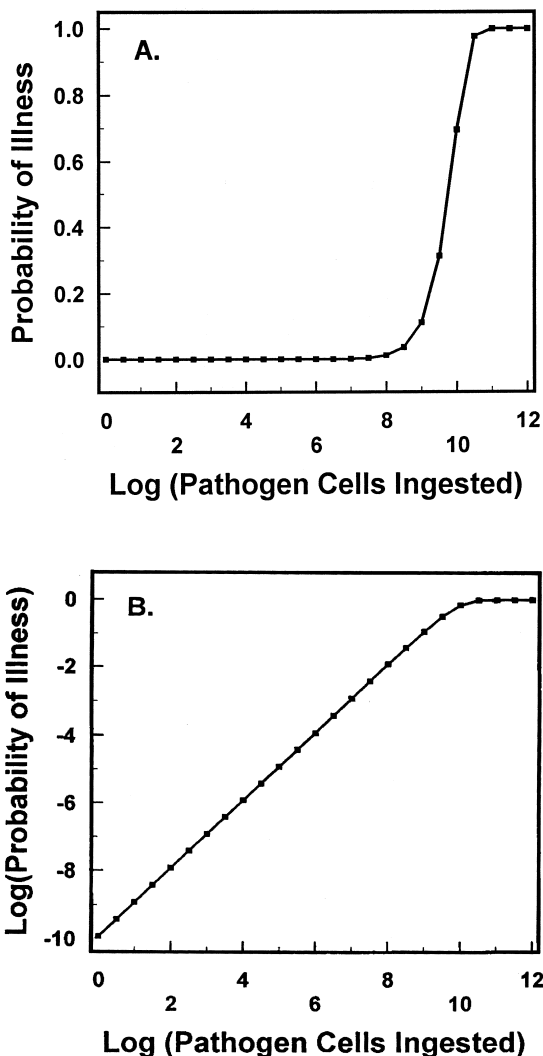 A.
Probability of Illness
1.0
0.8
0.6
0.4
0.2
0.0
0 4 8 12
2 6 10
Log (Pathogen Cells Ingested)
B.
Log(Probability of Illness)
0
-2
-4
-6
-8
-10
0 4 8 12
2 6 10
Log (Pathogen Cells Ingested)